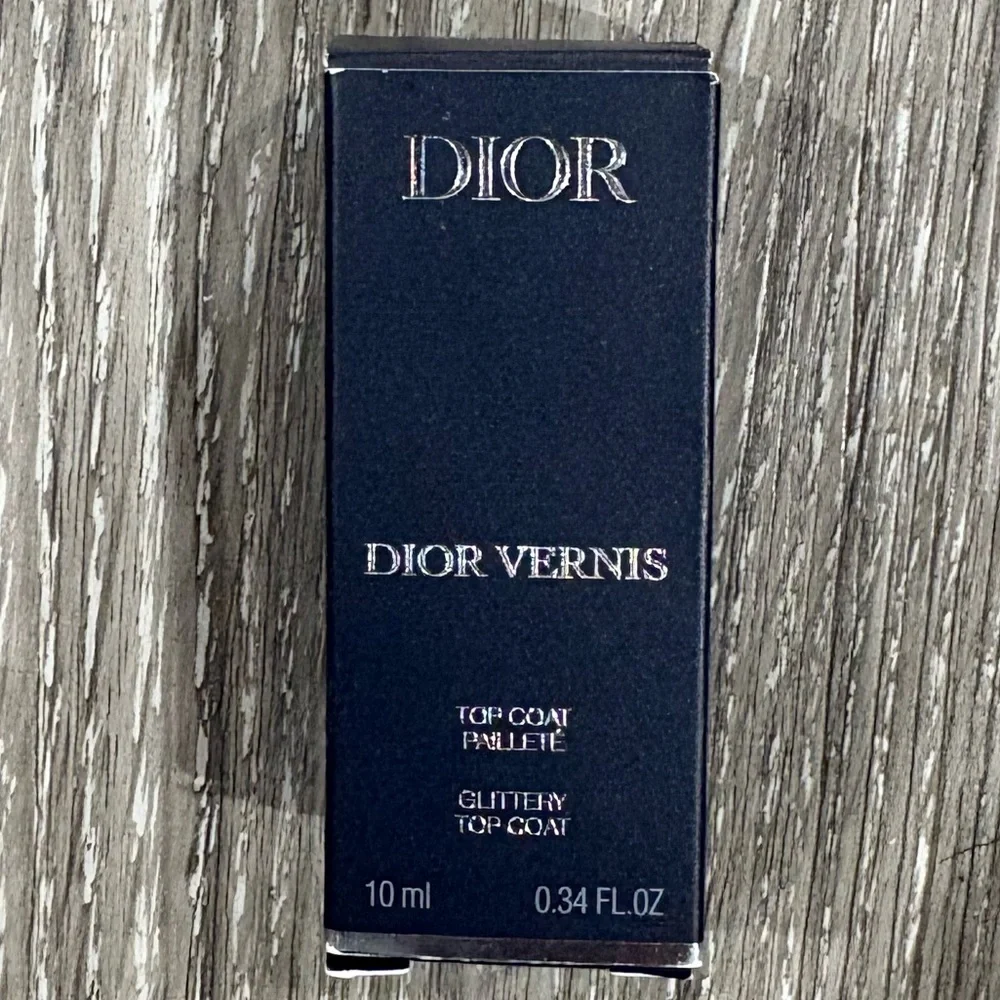 DIOR
DIOR VERNIS
TOP COAT
PAILLETÉ
GLITTERY
TOP COAT
10 ml 0.34 FL.OZ